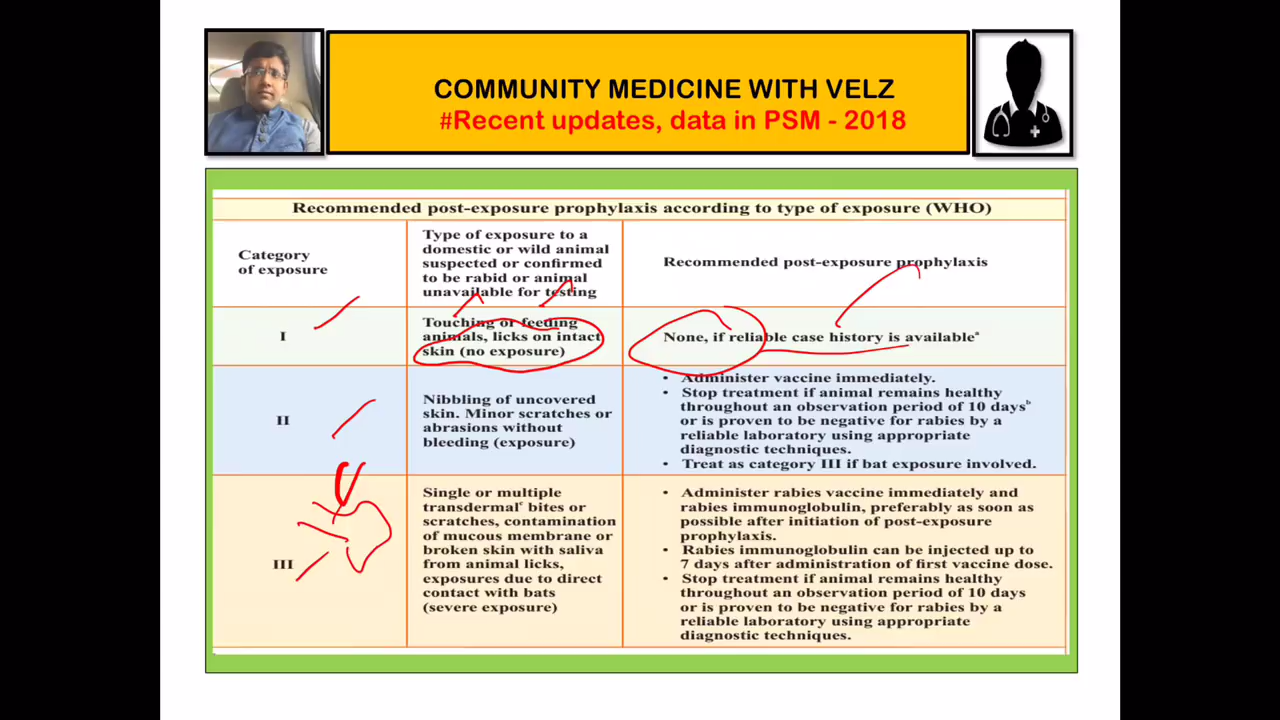 COMMUNITY MEDICINE WITH VELZ
#Recent updates, data in PSM - 2018
Recommended post-exposure prophylaxis according to type of exposure (WHO)
Category
of exposure
Type of exposure to a
domestic or wild animal
suspected or confirmed
to be rabid or animal
unavailable for testing
Recommended post-exposure prophylaxis
I
Touching or feeding
animals, licks on intact
skin (no exposure)
None, if reliable case history is availableᵃ
II
Nibbling of uncovered
skin. Minor scratches or
abrasions without
bleeding (exposure)
• Administer vaccine immediately.
• Stop treatment if animal remains healthy
throughout an observation period of 10 daysᵇ
or is proven to be negative for rabies by a
reliable laboratory using appropriate
diagnostic techniques.
• Treat as category III if bat exposure involved.
III
Single or multiple
transdermalᶜ bites or
scratches, contamination
of mucous membrane or
broken skin with saliva
from animal licks,
exposures due to direct
contact with bats
(severe exposure)
• Administer rabies vaccine immediately and
rabies immunoglobulin, preferably as soon as
possible after initiation of post-exposure
prophylaxis.
• Rabies immunoglobulin can be injected up to
7 days after administration of first vaccine dose.
• Stop treatment if animal remains healthy
throughout an observation period of 10 days
or is proven to be negative for rabies by a
reliable laboratory using appropriate
diagnostic techniques.